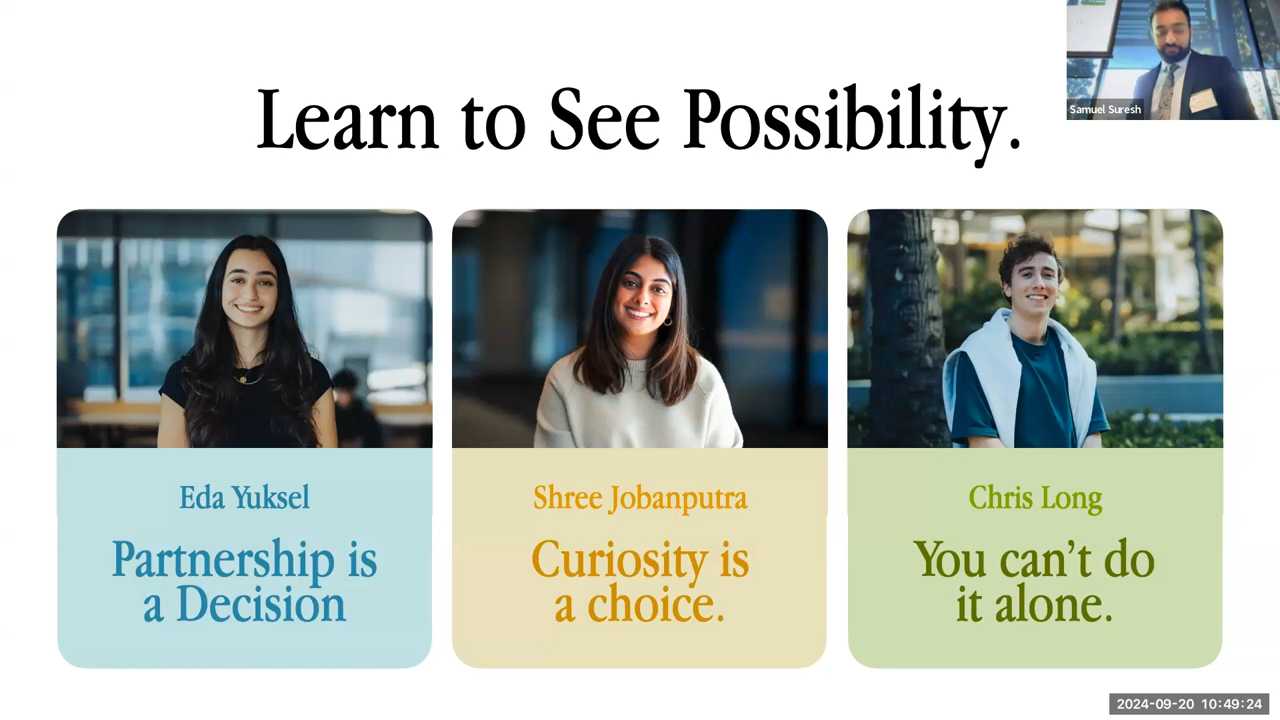 Learn to See Possibility.
Samuel Suresh
Eda Yuksel
Partnership is
a Decision
Shree Jobanputra
Curiosity is
a choice.
Chris Long
You can't do
it alone.
2024-09-20 10:49:24